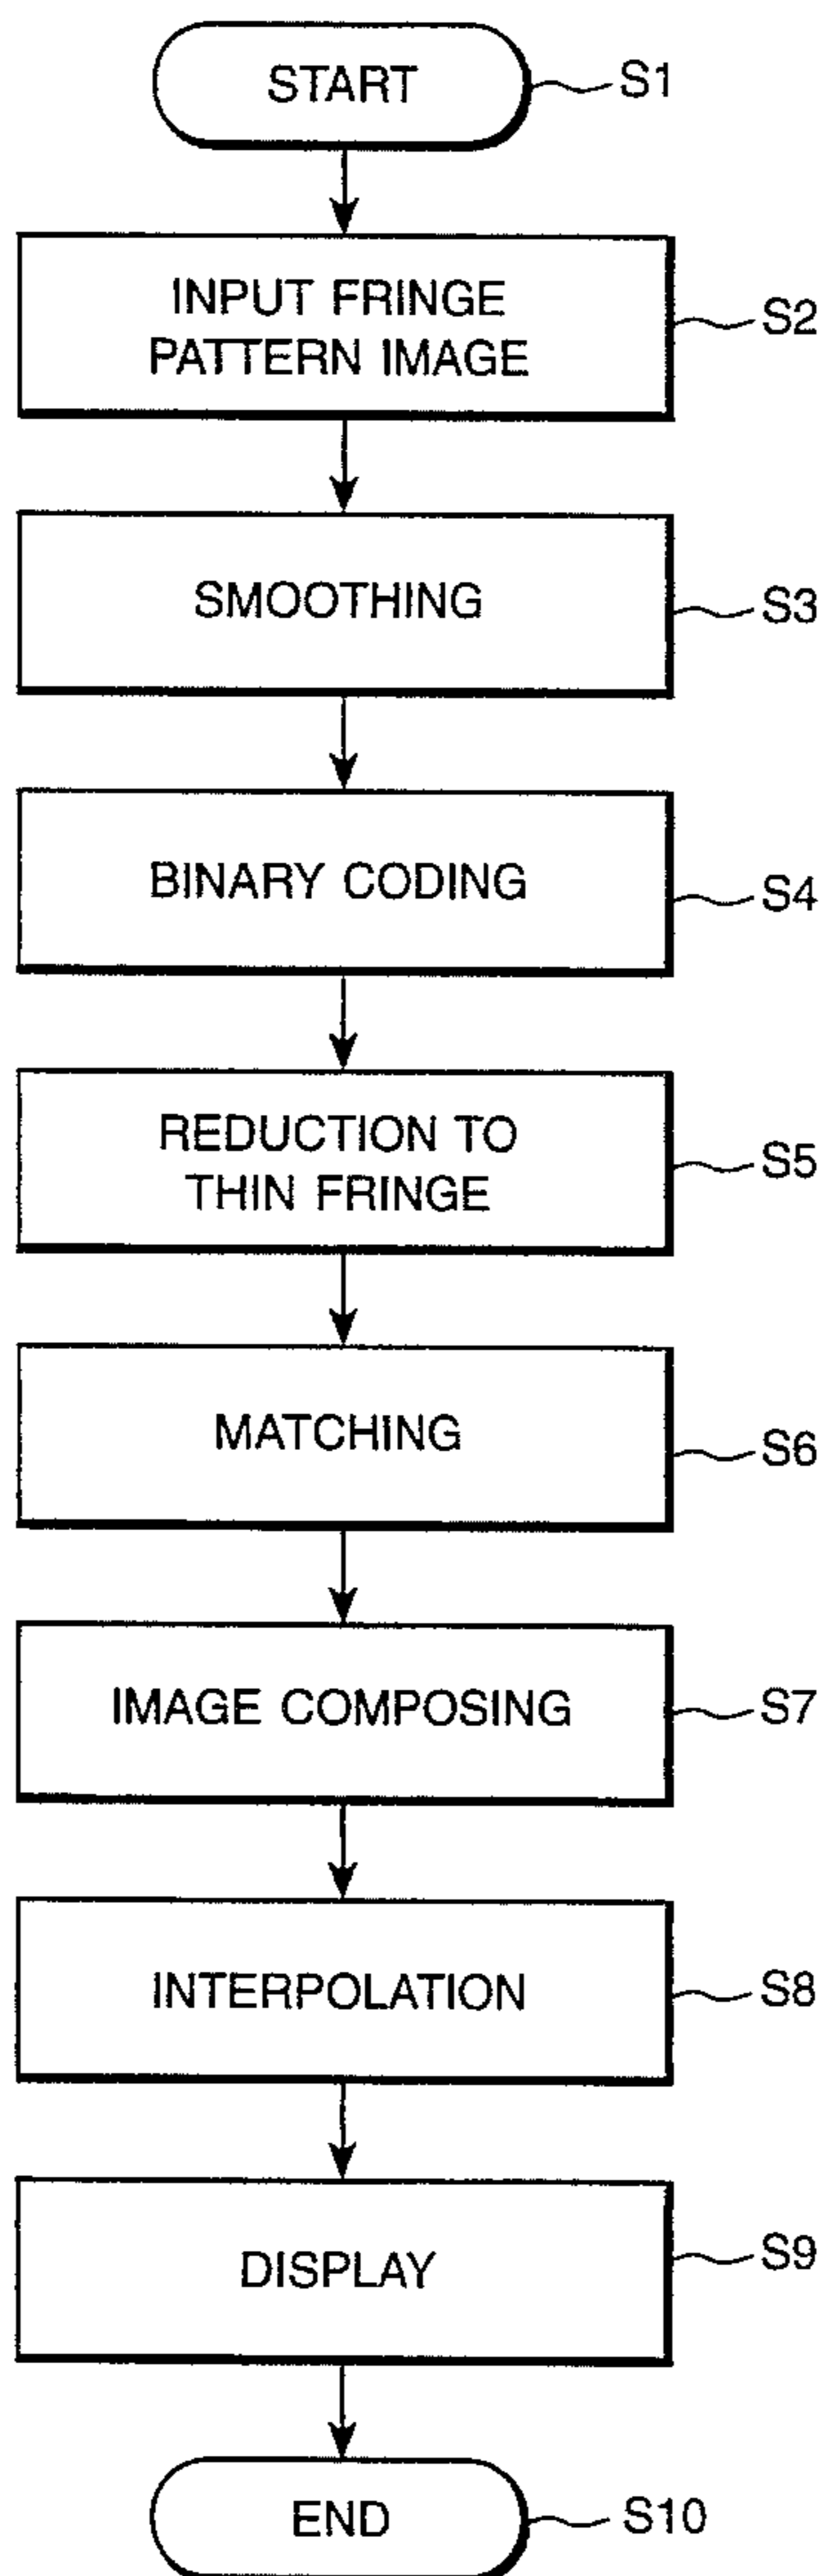 START
S1
INPUT FRINGE
PATTERN IMAGE
S2
SMOOTHING
S3
BINARY CODING
S4
REDUCTION TO
THIN FRINGE
S5
MATCHING
S6
IMAGE COMPOSING
S7
INTERPOLATION
S8
DISPLAY
S9
END
S10